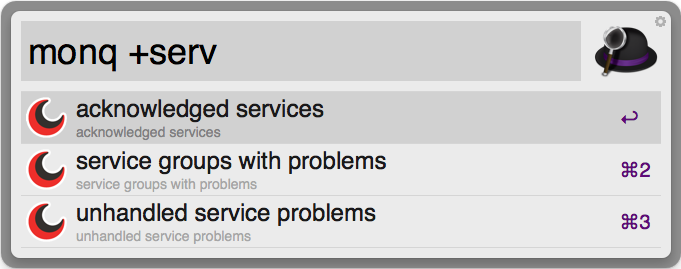 monq +serv
acknowledged services
acknowledged services
↩
service groups with problems
service groups with problems
⌘2
unhandled service problems
unhandled service problems
⌘3